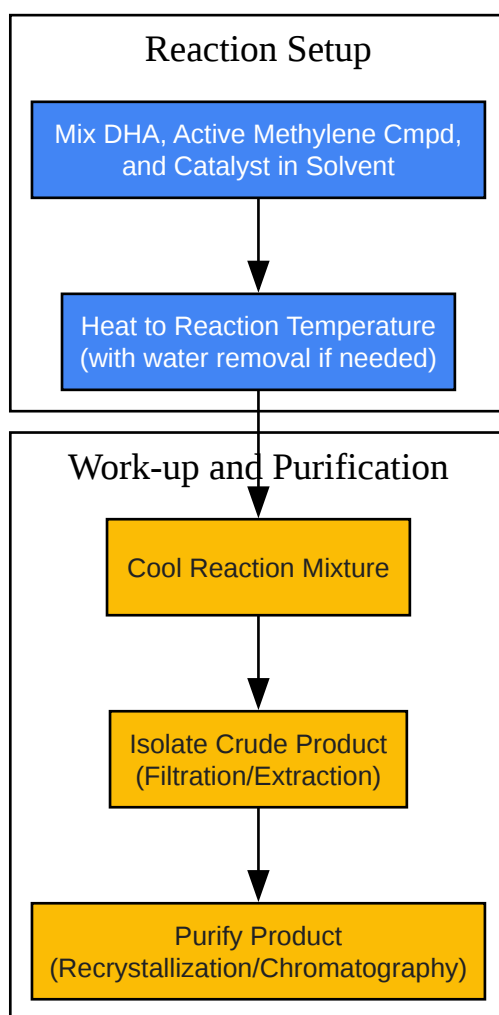 Reaction Setup
Mix DHA, Active Methylene Cmpd,
and Catalyst in Solvent
Heat to Reaction Temperature
(with water removal if needed)
Work-up and Purification
Cool Reaction Mixture
Isolate Crude Product
(Filtration/Extraction)
Purify Product
(Recrystallization/Chromatography)